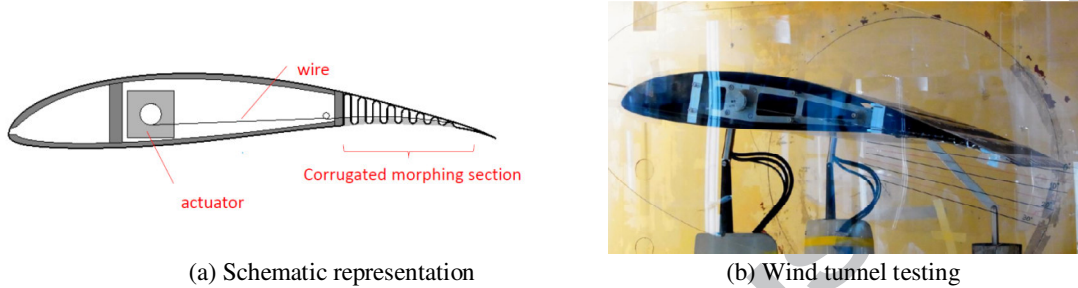 wire
Corrugated morphing section
actuator
(a) Schematic representation
(b) Wind tunnel testing